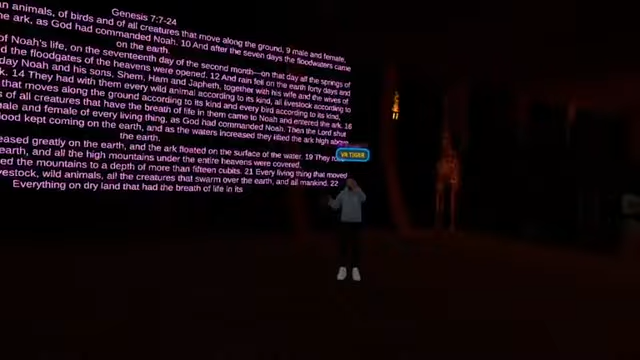 Genesis 7:7-24
an animals, of birds and of all creatures that move along the ground, 9 male and female,
he ark, as God had commanded Noah. 10 And after the seven days the floodwaters came
on the earth.
of Noah's life, on the seventeenth day of the second month—on that day all the springs of
d the floodgates of the heavens were opened. 12 And rain fell on the earth forty days and
day Noah and his sons, Shem, Ham and Japheth, together with his wife and the wives of
k. 14 They had with them every wild animal according to its kind, all livestock according to
that moves along the ground according to its kind and every bird according to its kind,
s of all creatures that have the breath of life in them came to Noah and entered the ark. 16
ale and female of every living thing, as God had commanded Noah. Then the Lord shut
lood kept coming on the earth, and as the waters increased they lifted the ark high above
the earth.
eased greatly on the earth, and the ark floated on the surface of the water. 19 They
earth, and all the high mountains under the entire heavens were covered.
ed the mountains to a depth of more than fifteen cubits. 21 Every living thing that moved
vestock, wild animals, all the creatures that swarm over the earth, and all mankind. 22
Everything on dry land that had the breath of life in its
VR TIGER